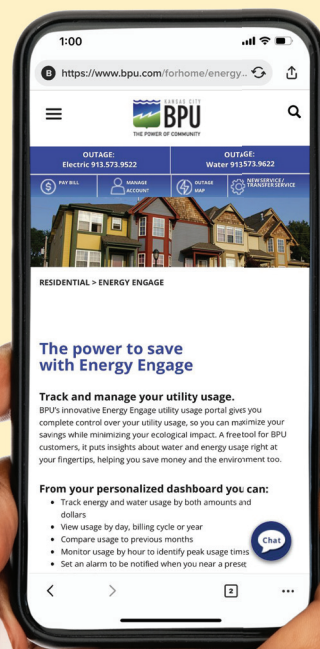 1:00
B https://www.bpu.com/forhome/energy..
KANSAS CITY
BPU
THE POWER OF COMMUNITY
OUTAGE:
Electric 913.573.9522
OUTAGE:
Water 913573.9622
PAY BILL
MANAGE
ACCOUNT
OUTAGE
MAP
NEW SERVICE /
TRANSFER SERVICE
RESIDENTIAL > ENERGY ENGAGE
The power to save
with Energy Engage
Track and manage your utility usage.
BPU's innovative Energy Engage utility usage portal gives you
complete control over your utility usage, so you can maximize your
savings while minimizing your ecological impact. A free tool for BPU
customers, it puts insights about water and energy usage right at
your fingertips, helping you save money and the environment too.
From your personalized dashboard you can:
• Track energy and water usage by both amounts and
dollars
• View usage by day, billing cycle or year
• Compare usage to previous months
• Monitor usage by hour to identify peak usage times
• Set an alarm to be notified when you near a preset
Chat
2